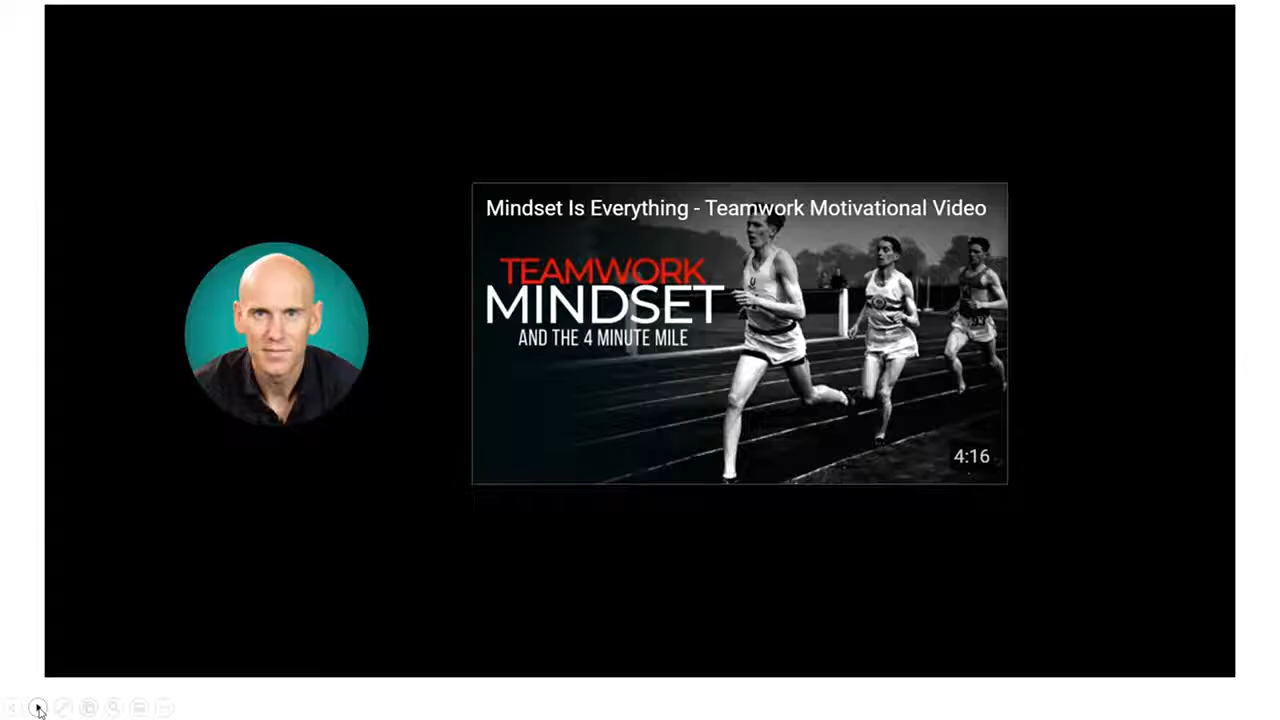 Mindset Is Everything - Teamwork Motivational Video
TEAMWORK
MINDSET
AND THE 4 MINUTE MILE
4:16